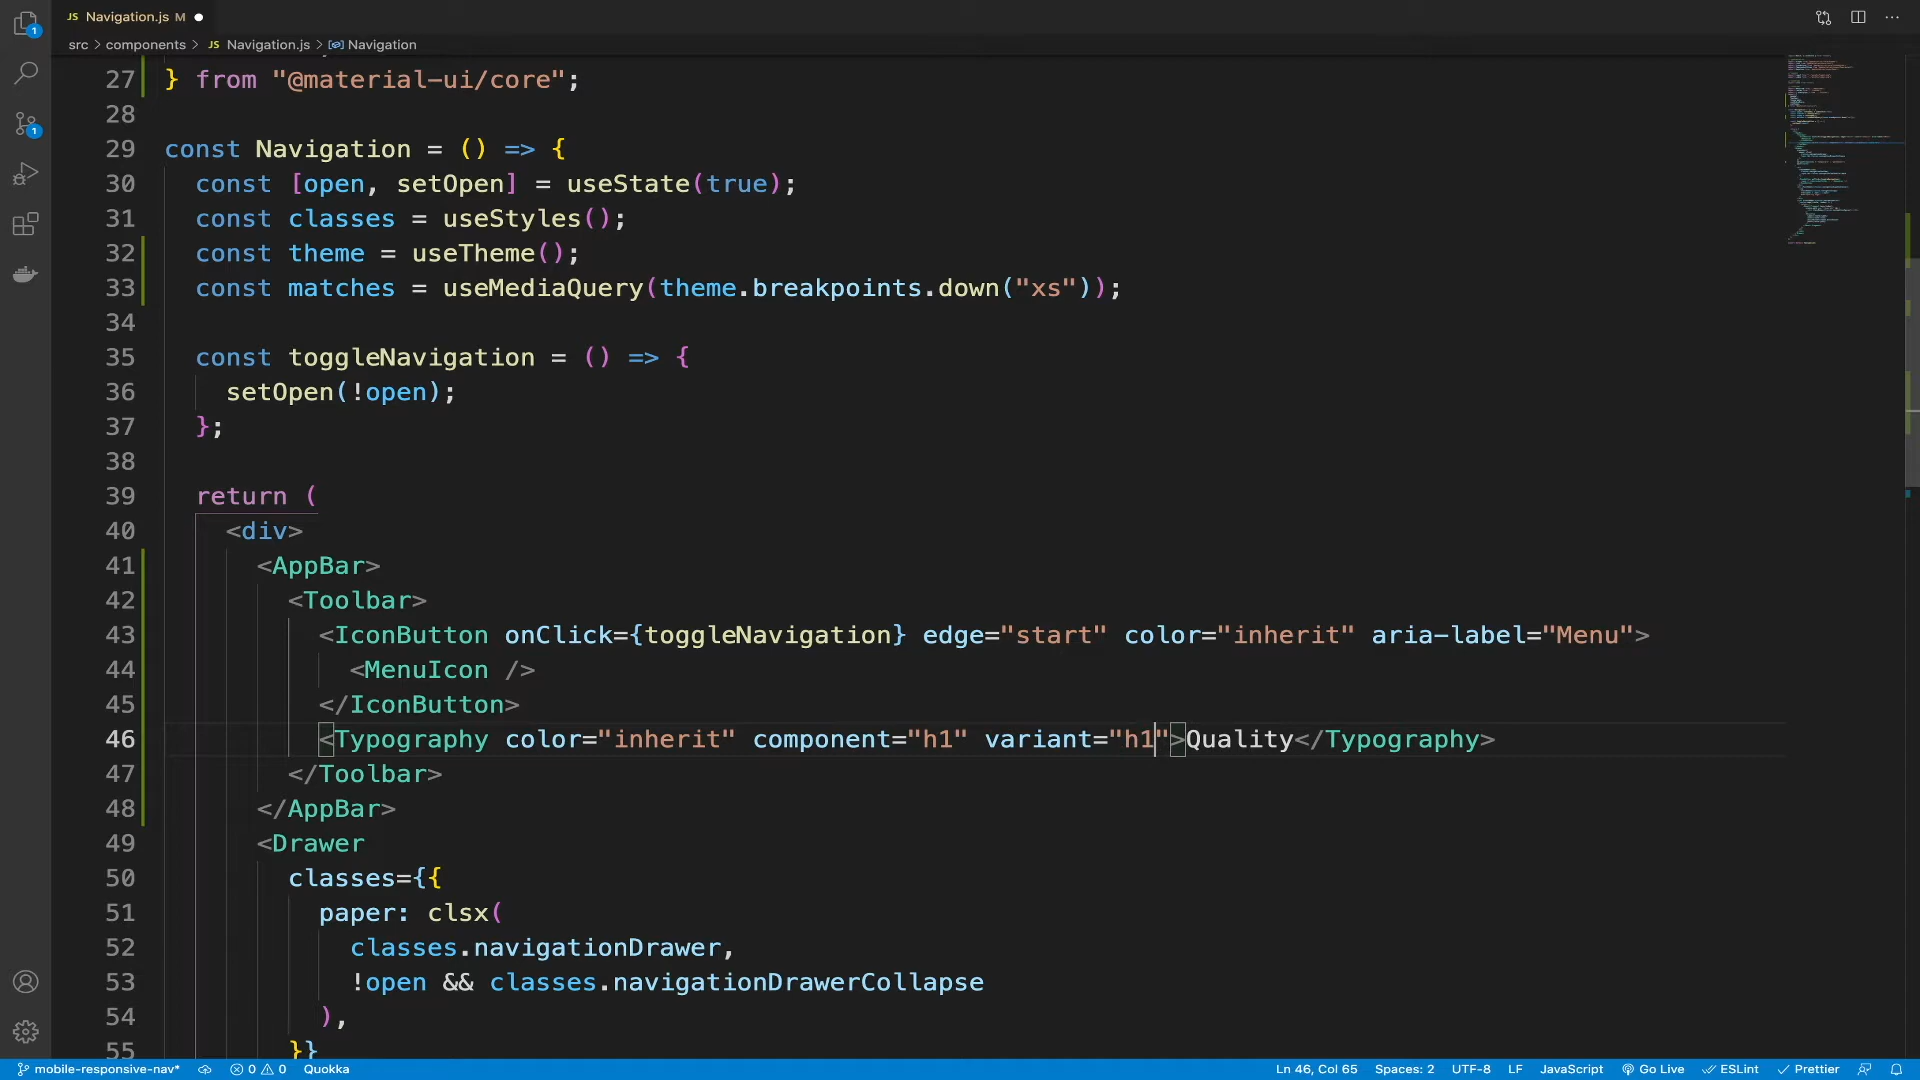 JS Navigation.js M
src > components > JS Navigation.js > Navigation
1
1
27 } from "@material-ui/core";
28
29 const Navigation = () => {
30 const [open, setOpen] = useState(true);
31 const classes = useStyles();
32 const theme = useTheme();
33 const matches = useMediaQuery(theme.breakpoints.down("xs"));
34
35 const toggleNavigation = () => {
36 setOpen(!open);
37 };
38
39 return (
40 <div>
41 <AppBar>
42 <Toolbar>
43 <IconButton onClick={toggleNavigation} edge="start" color="inherit" aria-label="Menu">
44 <MenuIcon />
45 </IconButton>
46 <Typography color="inherit" component="h1" variant="h1">Quality</Typography>
47 </Toolbar>
48 </AppBar>
49 <Drawer
50 classes={{
51 paper: clsx(
52 classes.navigationDrawer,
53 !open && classes.navigationDrawerCollapse
54 ),
55 }}
mobile-responsive-nav* 0 0 Quokka Ln 46, Col 65 Spaces: 2 UTF-8 LF JavaScript Go Live ESLint Prettier